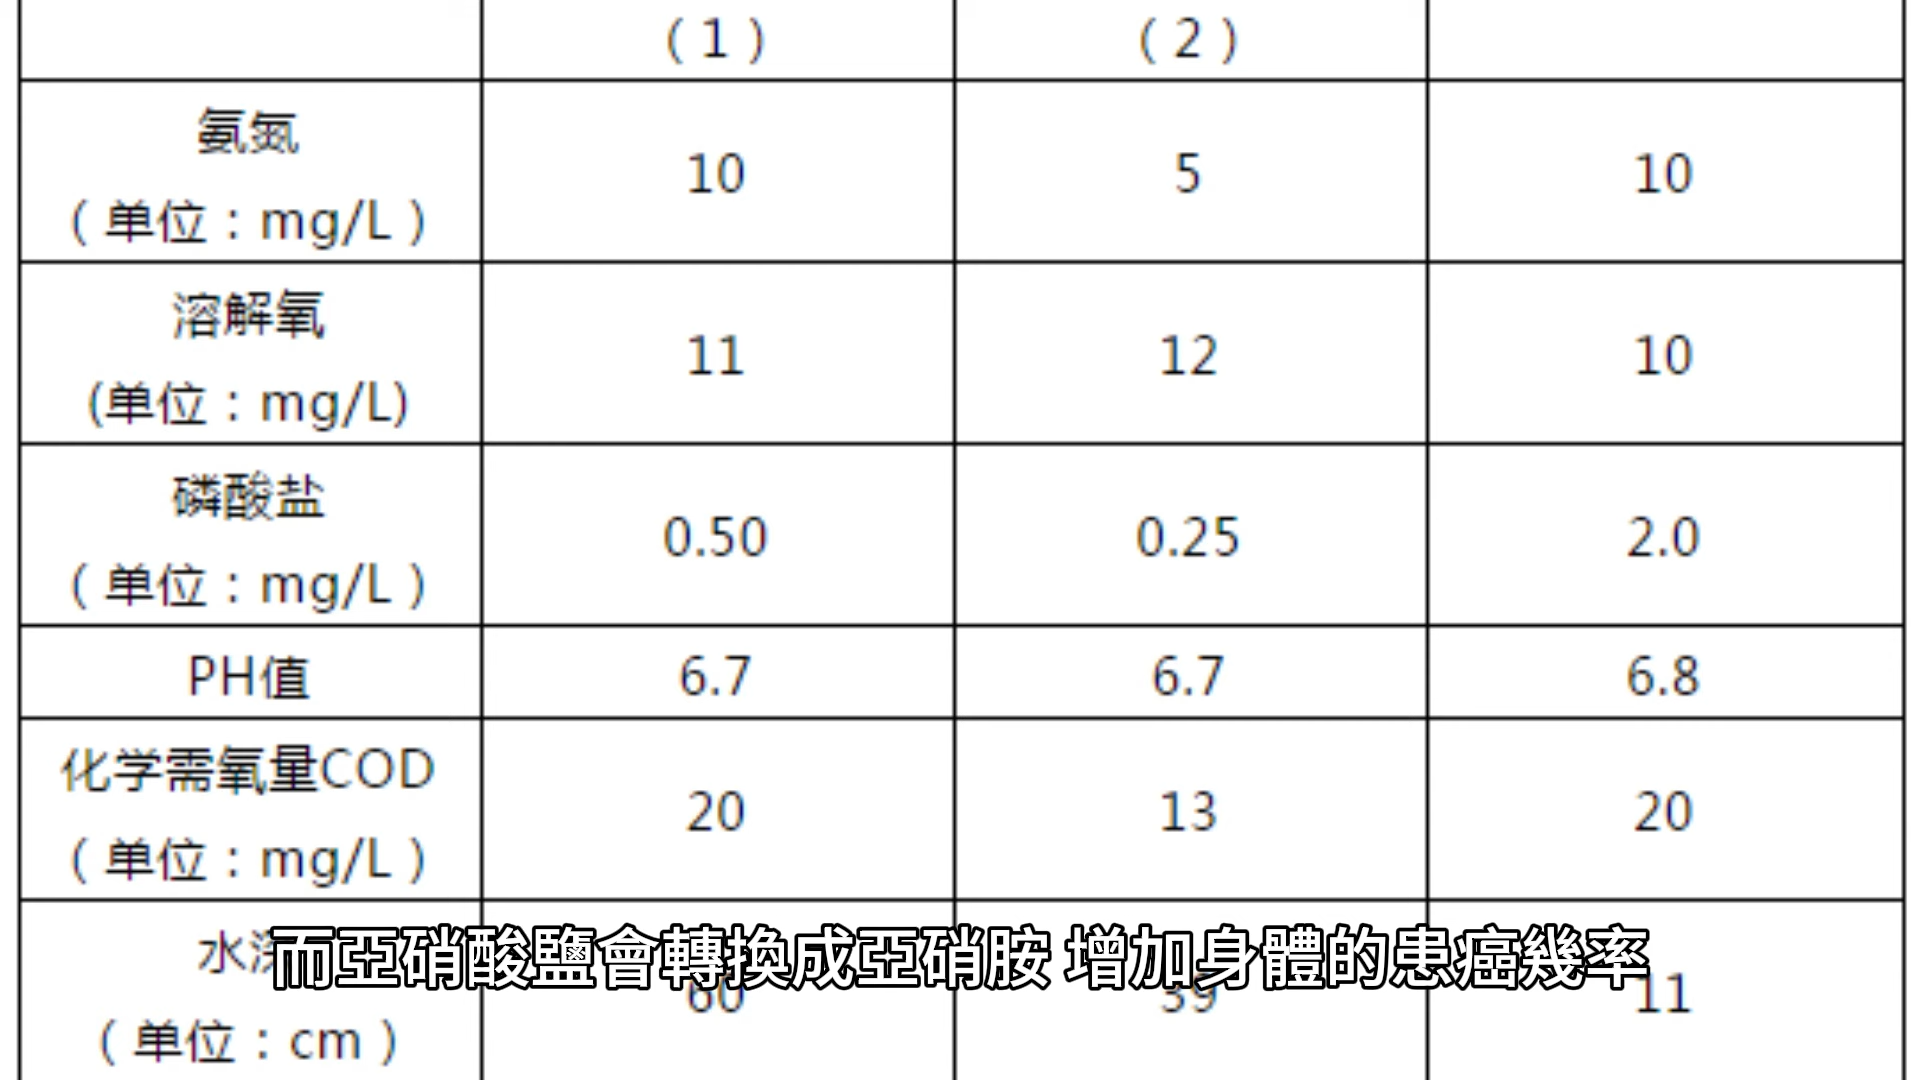 （1） （2）
氨氮
（单位：mg/L） 10 5 10
溶解氧
(单位：mg/L) 11 12 10
磷酸盐
（单位：mg/L） 0.50 0.25 2.0
PH值 6.7 6.7 6.8
化学需氧量COD
（单位：mg/L） 20 13 20
水深
（单位：cm） 60 39 11
而亞硝酸鹽會轉換成亞硝胺 增加身體的患癌幾率